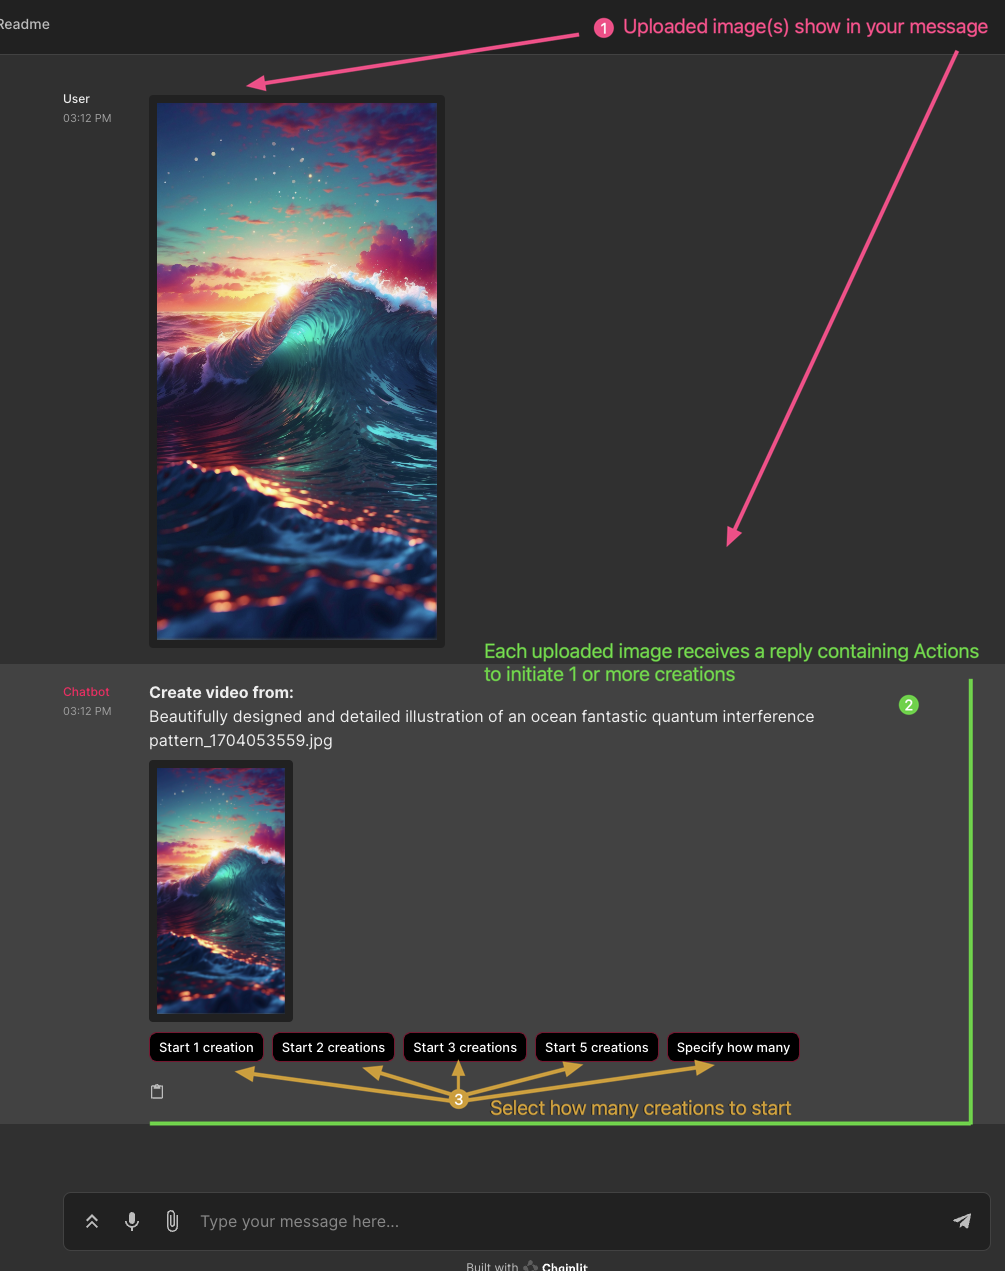 Readme
1 Uploaded image(s) show in your message
User
03:12 PM
Each uploaded image receives a reply containing Actions
to initiate 1 or more creations
Chatbot
03:12 PM
Create video from:
2
Beautifully designed and detailed illustration of an ocean fantastic quantum interference
pattern_1704053559.jpg
Start 1 creation
Start 2 creations
Start 3 creations
Start 5 creations
Specify how many
3 Select how many creations to start
Type your message here...
Built with Chainlit